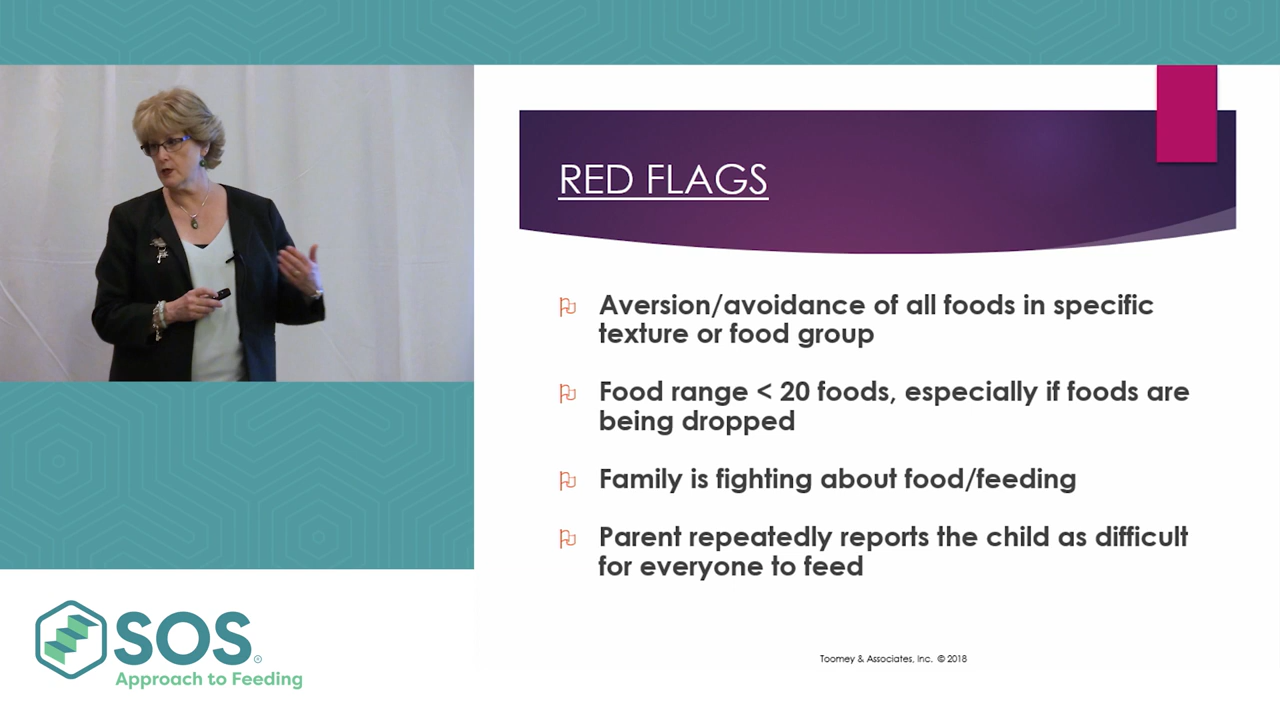 RED FLAGS
Aversion/avoidance of all foods in specific
texture or food group
Food range < 20 foods, especially if foods are
being dropped
Family is fighting about food/feeding
Parent repeatedly reports the child as difficult
for everyone to feed
Toomey & Associates, Inc. © 2018
SOS®
Approach to Feeding